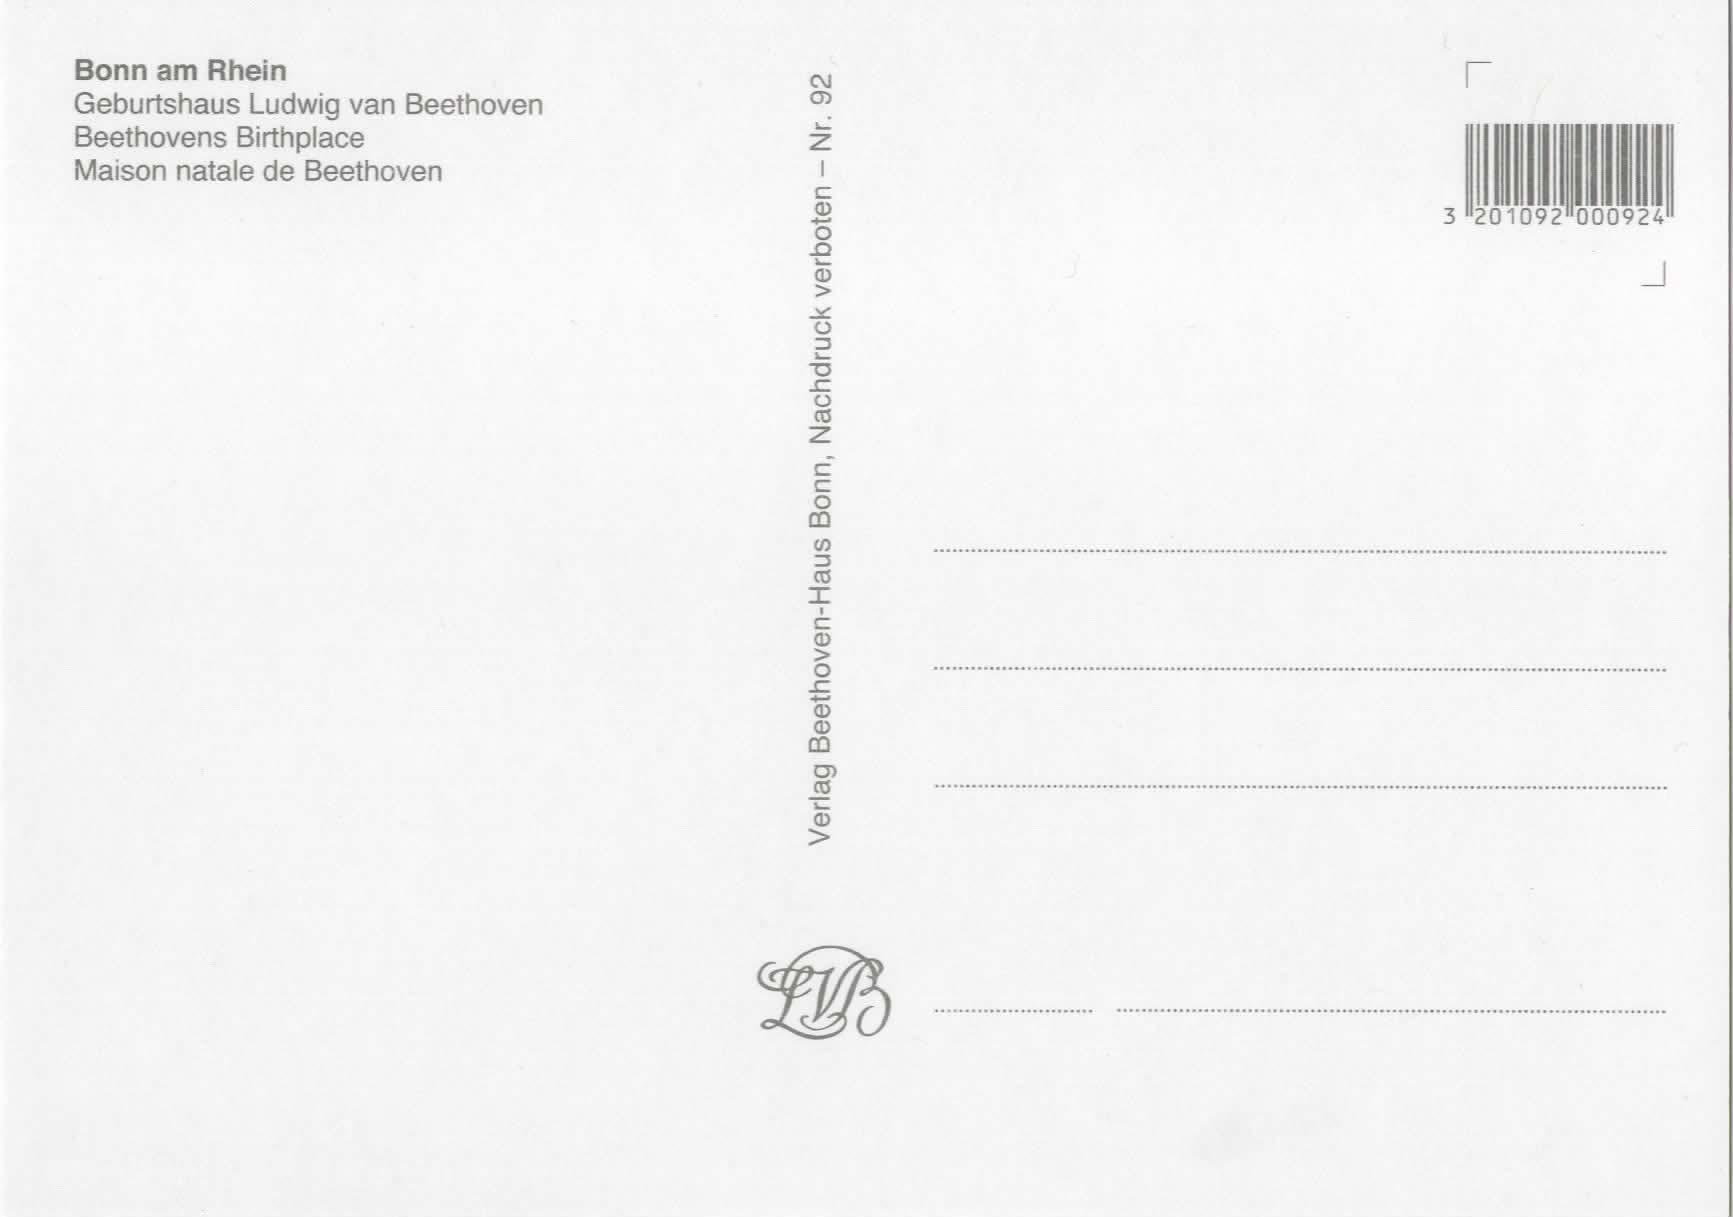 Bonn am Rhein
Geburtshaus Ludwig van Beethoven
Beethovens Birthplace
Maison natale de Beethoven
Verlag Beethoven-Haus Bonn, Nachdruck verboten – Nr. 92
3 201092 000924
LVB